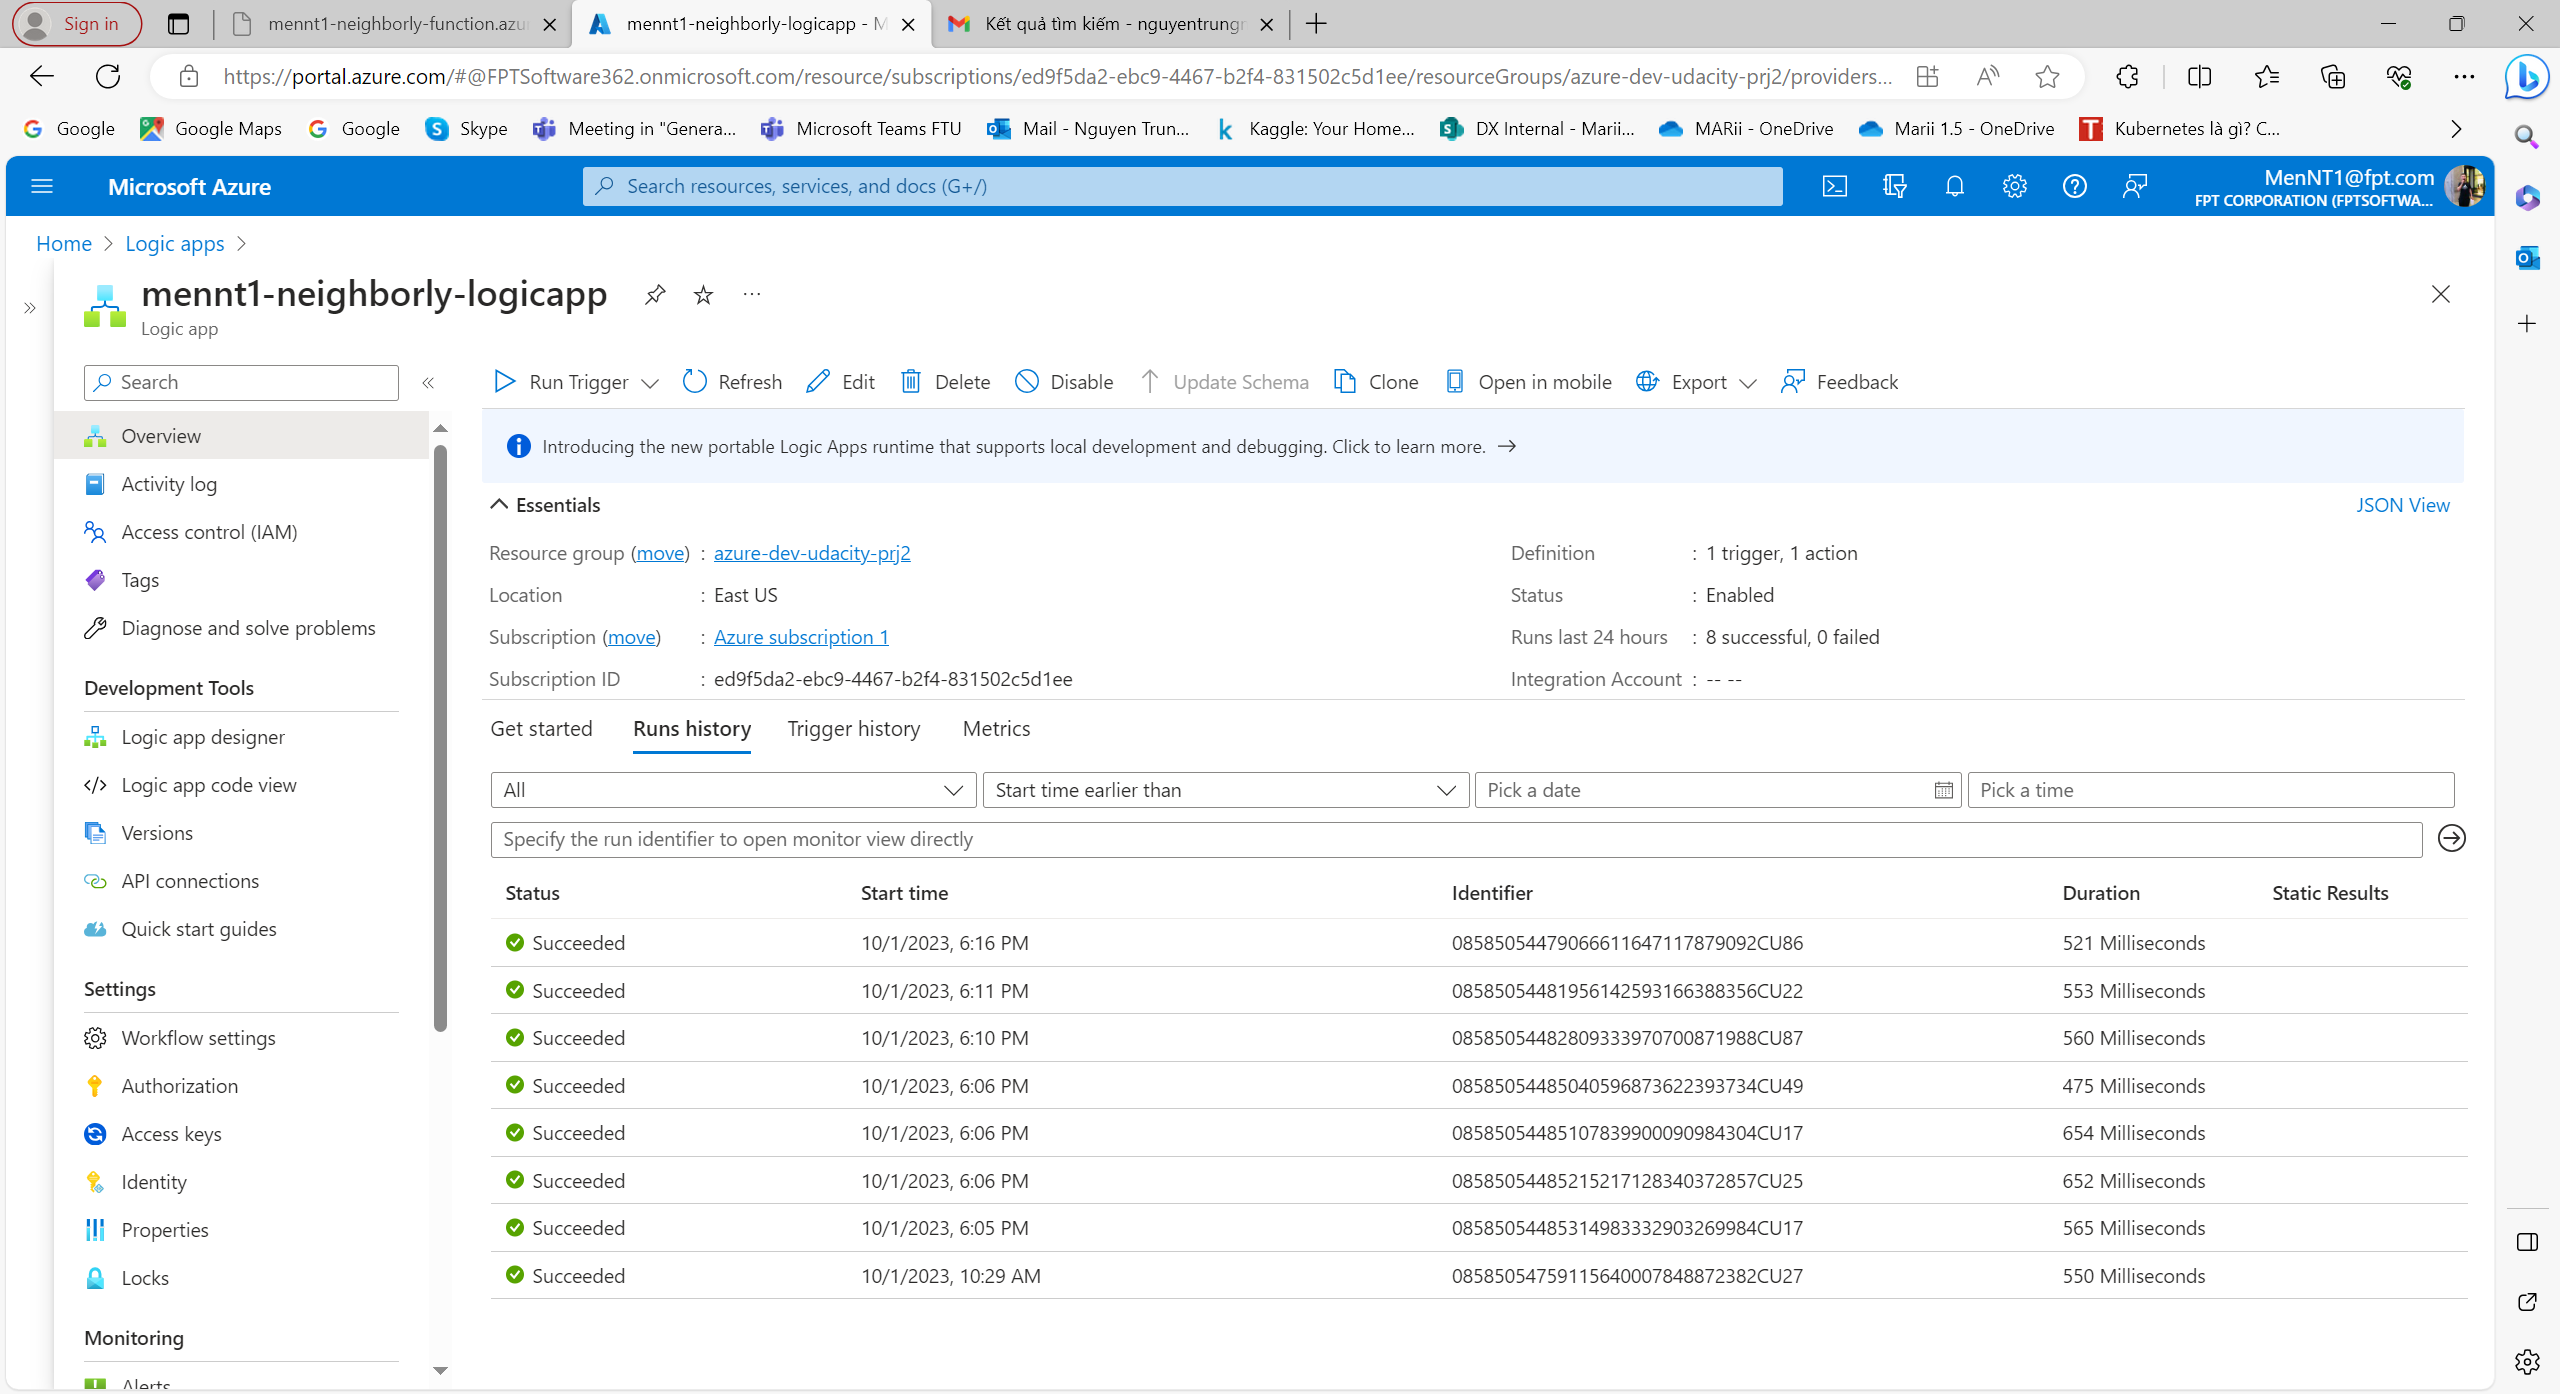 Sign in
mennt1-neighborly-function.azu
mennt1-neighborly-logicapp - M
Kết quả tìm kiếm - nguyentrungn
https://portal.azure.com/#@FPTSoftware362.onmicrosoft.com/resource/subscriptions/ed9f5da2-ebc9-4467-b2f4-831502c5d1ee/resourceGroups/azure-dev-udacity-prj2/providers...
Google
Google Maps
Google
Skype
Meeting in "Genera...
Microsoft Teams FTU
Mail - Nguyen Trun...
Kaggle: Your Home...
DX Internal - Marii...
MARii - OneDrive
Marii 1.5 - OneDrive
Kubernetes là gì? C...
Microsoft Azure
Search resources, services, and docs (G+/)
MenNT1@fpt.com
FPT CORPORATION (FPTSOFTWA...
Home > Logic apps >
mennt1-neighborly-logicapp
Logic app
Search
Run Trigger
Refresh
Edit
Delete
Disable
Update Schema
Clone
Open in mobile
Export
Feedback
Overview
Activity log
Access control (IAM)
Tags
Diagnose and solve problems
Development Tools
Logic app designer
Logic app code view
Versions
API connections
Quick start guides
Settings
Workflow settings
Authorization
Access keys
Identity
Properties
Locks
Monitoring
Alerts
Introducing the new portable Logic Apps runtime that supports local development and debugging. Click to learn more.
Essentials
JSON View
Resource group (move) : azure-dev-udacity-prj2
Location : East US
Subscription (move) : Azure subscription 1
Subscription ID : ed9f5da2-ebc9-4467-b2f4-831502c5d1ee
Definition : 1 trigger, 1 action
Status : Enabled
Runs last 24 hours : 8 successful, 0 failed
Integration Account : -- --
Get started
Runs history
Trigger history
Metrics
All
Start time earlier than
Pick a date
Pick a time
Specify the run identifier to open monitor view directly
Status Start time Identifier Duration Static Results
Succeeded 10/1/2023, 6:16 PM 08585054479066611647117879092CU86 521 Milliseconds
Succeeded 10/1/2023, 6:11 PM 08585054481956142593166388356CU22 553 Milliseconds
Succeeded 10/1/2023, 6:10 PM 08585054482809333970700871988CU87 560 Milliseconds
Succeeded 10/1/2023, 6:06 PM 08585054485040596873622393734CU49 475 Milliseconds
Succeeded 10/1/2023, 6:06 PM 08585054485107839900090984304CU17 654 Milliseconds
Succeeded 10/1/2023, 6:06 PM 08585054485215217128340372857CU25 652 Milliseconds
Succeeded 10/1/2023, 6:05 PM 08585054485314983332903269984CU17 565 Milliseconds
Succeeded 10/1/2023, 10:29 AM 08585054759115640007848872382CU27 550 Milliseconds